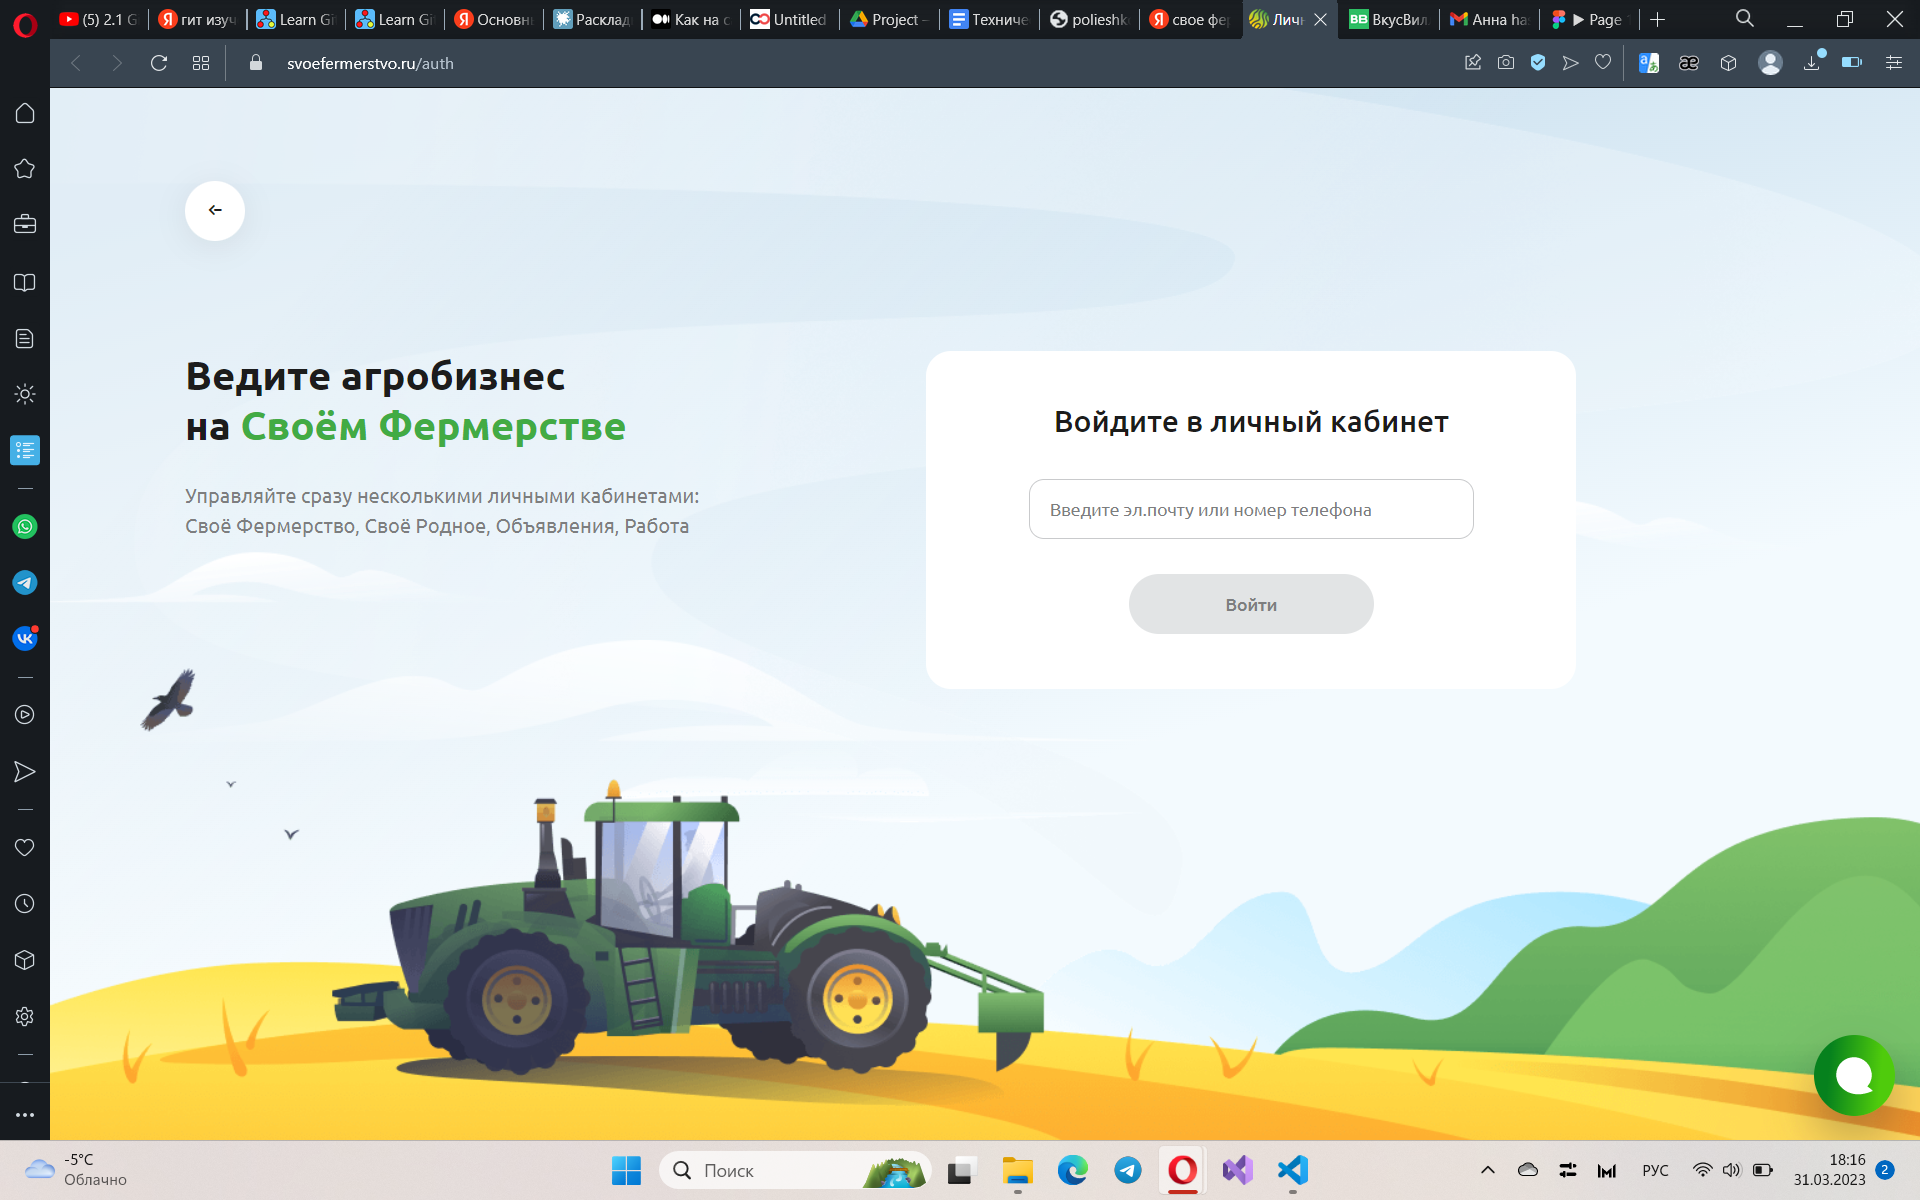 (5) 2.1 G
гит изуч
Learn Gi
Learn Gi
Основн
Расклад
Как на с
Untitled
Project -
Техниче
polieshk
свое фер
Личн
ВкусВил
Анна ha
Page 1
svoefermerstvo.ru/auth
Ведите агробизнес
на Своём Фермерстве
Управляйте сразу несколькими личными кабинетами:
Своё Фермерство, Своё Родное, Объявления, Работа
Войдите в личный кабинет
Введите эл.почту или номер телефона
Войти
-5°C
Облачно
Поиск
РУС
18:16
31.03.2023
2